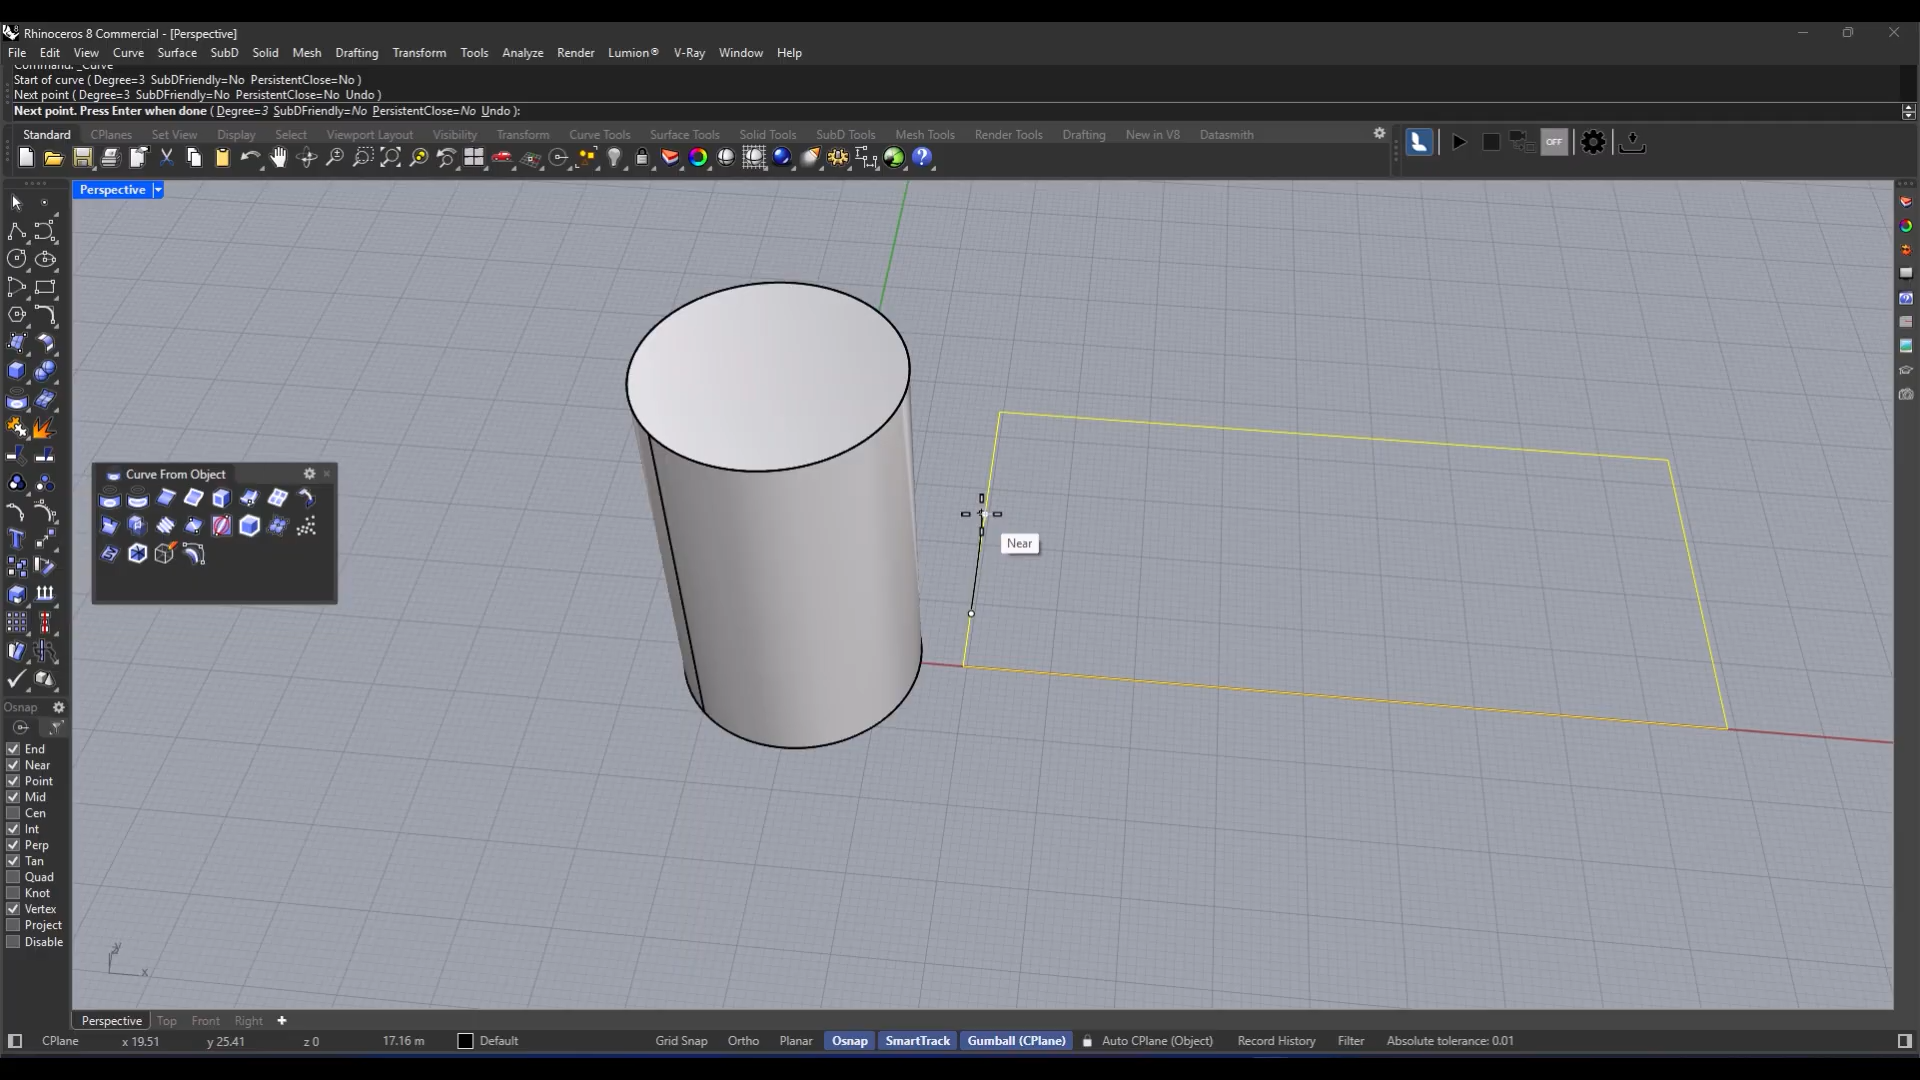 Rhinoceros 8 Commercial - [Perspective]
File Edit View Curve Surface SubD Solid Mesh Drafting Transform Tools Analyze Render Lumion® V-Ray Window Help
Command: _Curve
Start of curve ( Degree=3 SubDFriendly=No PersistentClose=No )
Next point ( Degree=3 SubDFriendly=No PersistentClose=No Undo )
Next point. Press Enter when done ( Degree=3 SubDFriendly=No PersistentClose=No Undo ):
Standard CPlanes Set View Display Select Viewport Layout Visibility Transform Curve Tools Surface Tools Solid Tools SubD Tools Mesh Tools Render Tools Drafting New in V8 Datasmith
OFF
Perspective
Curve From Object
Near
Osnap
End
Near
Point
Mid
Cen
Int
Perp
Tan
Quad
Knot
Vertex
Project
Disable
y
x
Perspective Top Front Right
CPlane x 19.51 y 25.41 z 0 17.16 m Default Grid Snap Ortho Planar Osnap SmartTrack Gumball (CPlane) Auto CPlane (Object) Record History Filter Absolute tolerance: 0.01